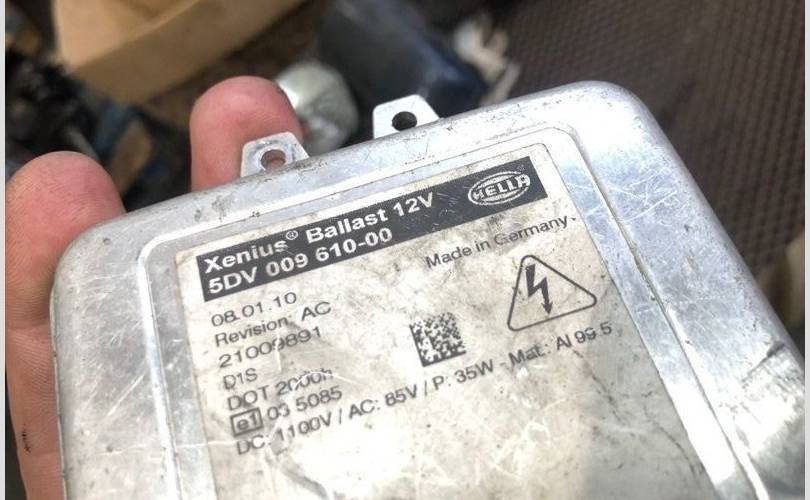 Xenius® Ballast 12V
HELLA
5DV 009 610-00
Made in Germany
08.01.10
Revision: AC
21009891
D1S
DOT 2000h
e1 03 5085
DC: 1100V / AC: 85V / P: 35W - Mat.: Al 99 5